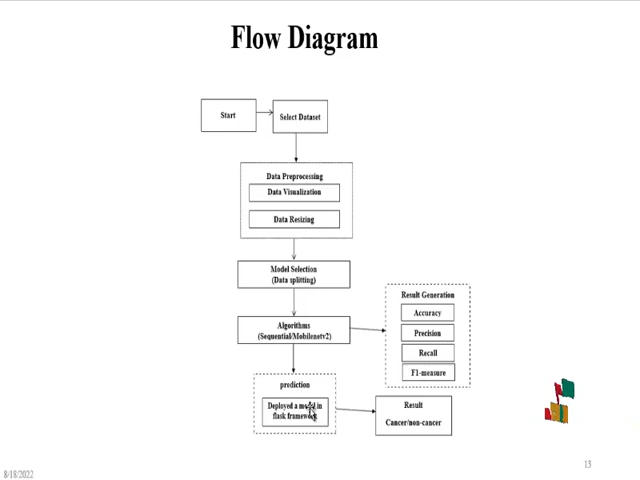 Flow Diagram
Start
Select Dataset
Data Preprocessing
Data Visualization
Data Resizing
Model Selection
(Data splitting)
Algorithms
(Sequential/Mobilenetv2)
Result Generation
Accuracy
Precision
Recall
F1-measure
prediction
Deployed a model in
flask framework
Result
Cancer/non-cancer
8/18/2022
13